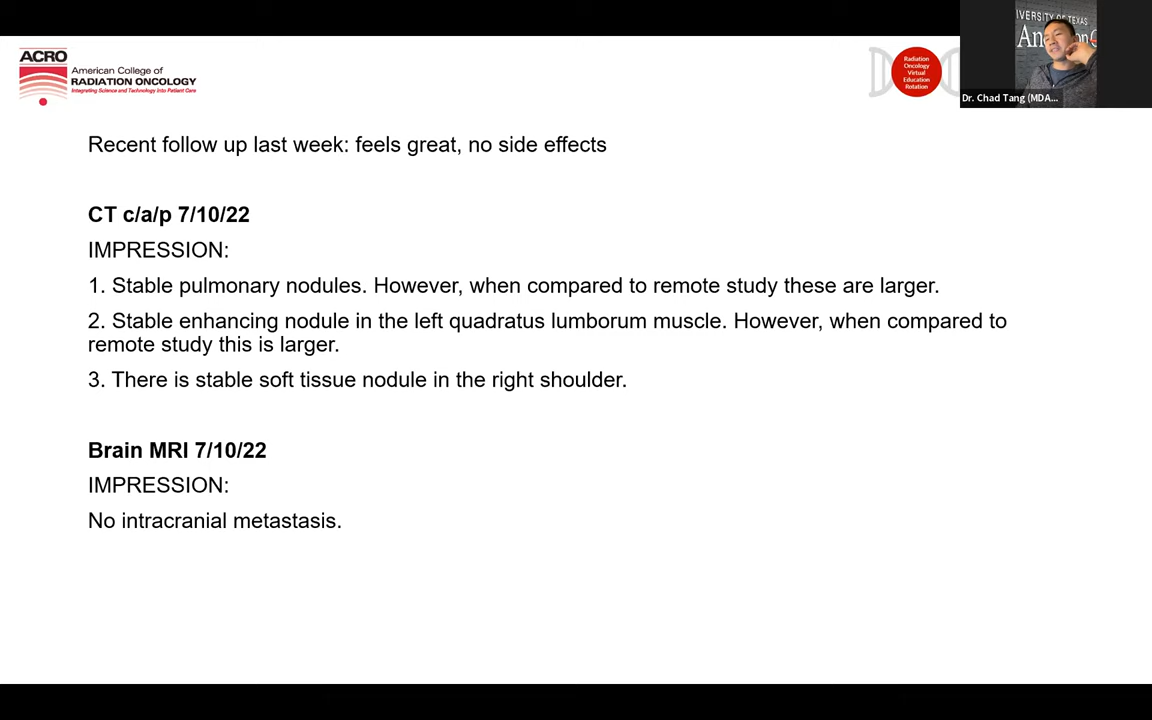 ACRO
American College of
RADIATION ONCOLOGY
Integrating Science and Technology into Patient Care
Radiation
Oncology
Virtual
Education
Rotation
IVERSITY OF TEXAS
An
Dr. Chad Tang (MDA...
Recent follow up last week: feels great, no side effects
CT c/a/p 7/10/22
IMPRESSION:
1. Stable pulmonary nodules. However, when compared to remote study these are larger.
2. Stable enhancing nodule in the left quadratus lumborum muscle. However, when compared to
remote study this is larger.
3. There is stable soft tissue nodule in the right shoulder.
Brain MRI 7/10/22
IMPRESSION:
No intracranial metastasis.